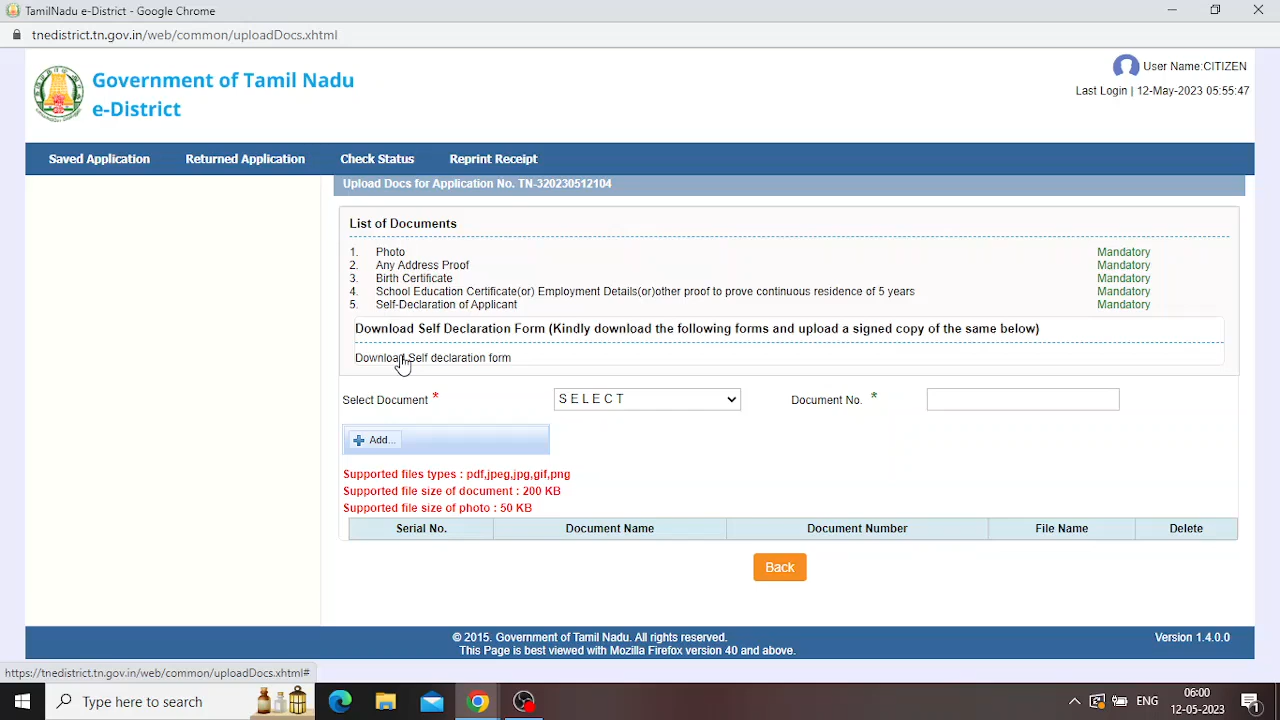 TamilNadu e-District - Google Chrome
tnedistrict.tn.gov.in/web/common/uploadDocs.xhtml
Government of Tamil Nadu
e-District
User Name:CITIZEN
Last Login | 12-May-2023 05:55:47
Saved Application Returned Application Check Status Reprint Receipt
Upload Docs for Application No. TN-320230512104
List of Documents
1. Photo Mandatory
2. Any Address Proof Mandatory
3. Birth Certificate Mandatory
4. School Education Certificate(or) Employment Details(or)other proof to prove continuous residence of 5 years Mandatory
5. Self-Declaration of Applicant Mandatory
Download Self Declaration Form (Kindly download the following forms and upload a signed copy of the same below)
Download Self declaration form
Select Document * SELECT Document No. *
Add...
Supported files types : pdf,jpeg,jpg,gif,png
Supported file size of document : 200 KB
Supported file size of photo : 50 KB
Serial No. Document Name Document Number File Name Delete
Back
© 2015. Government of Tamil Nadu. All rights reserved. Version 1.4.0.0
This Page is best viewed with Mozilla Firefox version 40 and above.
https://tnedistrict.tn.gov.in/web/common/uploadDocs.xhtml#
Type here to search ENG 06:00
12-05-2023 1